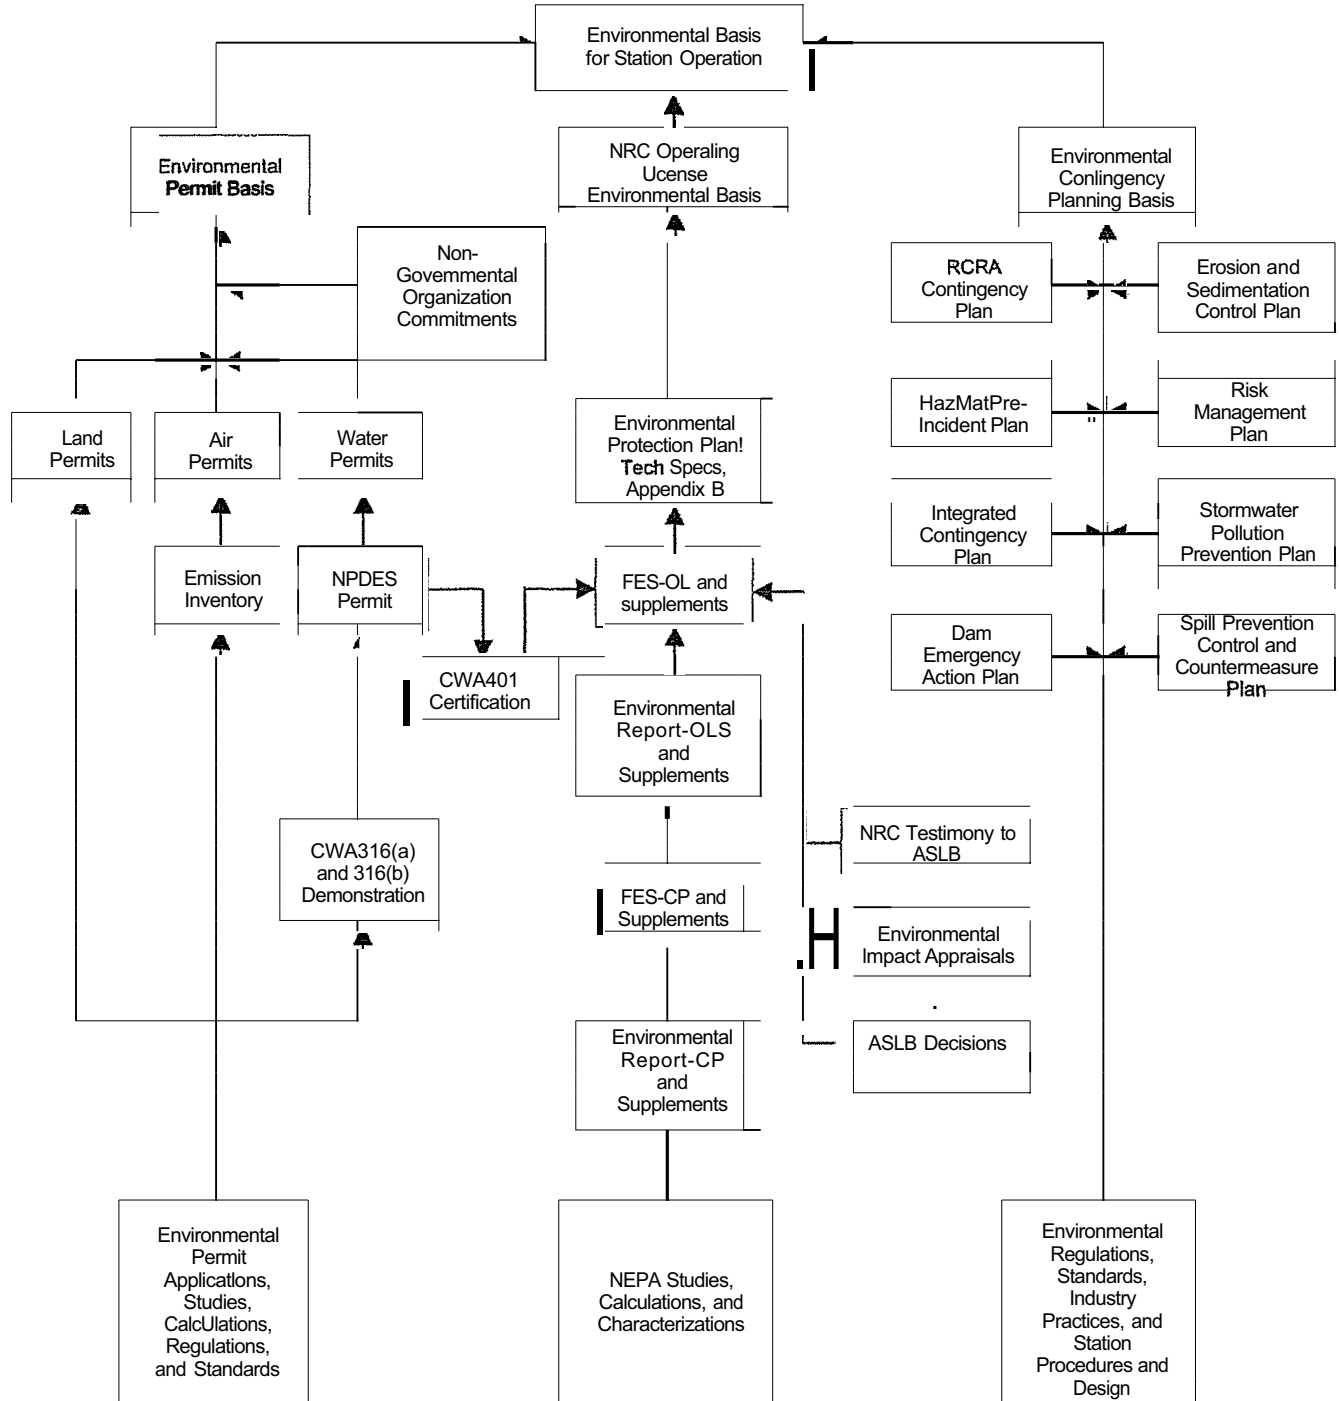 Environmental Basis
for Station Operation
Environmental
Permit Basis
NRC Operaling
Ucense
Environmental Basis
Environmental
Conlingency
Planning Basis
Non-
Govemmental
Organization
Commitments
RCRA
Contingency
Plan
Erosion and
Sedimentation
Control Plan
Land
Permits
Air
Permits
Water
Permits
Environmental
Protection Plan!
Tech Specs,
Appendix B
HazMatPre-
Incident Plan
Risk
Management
Plan
Integrated
Contingency
Plan
Stormwater
Pollution
Prevention Plan
Emission
Inventory
NPDES
Permit
FES-OL and
supplements
Dam
Emergency
Action Plan
Spill Prevention
Control and
Countermeasure
Plan
CWA401
Certification
Environmental
Report-OLS
and
Supplements
CWA316(a)
and 316(b)
Demonstration
NRC Testimony to
ASLB
FES-CP and
Supplements
.H
Environmental
Impact Appraisals
Environmental
Report-CP
and
Supplements
ASLB Decisions
Environmental
Permit
Applications,
Studies,
CalcUlations,
Regulations,
and Standards
NEPA Studies,
Calculations, and
Characterizations
Environmental
Regulations,
Standards,
Industry
Practices, and
Station
Procedures and
Design